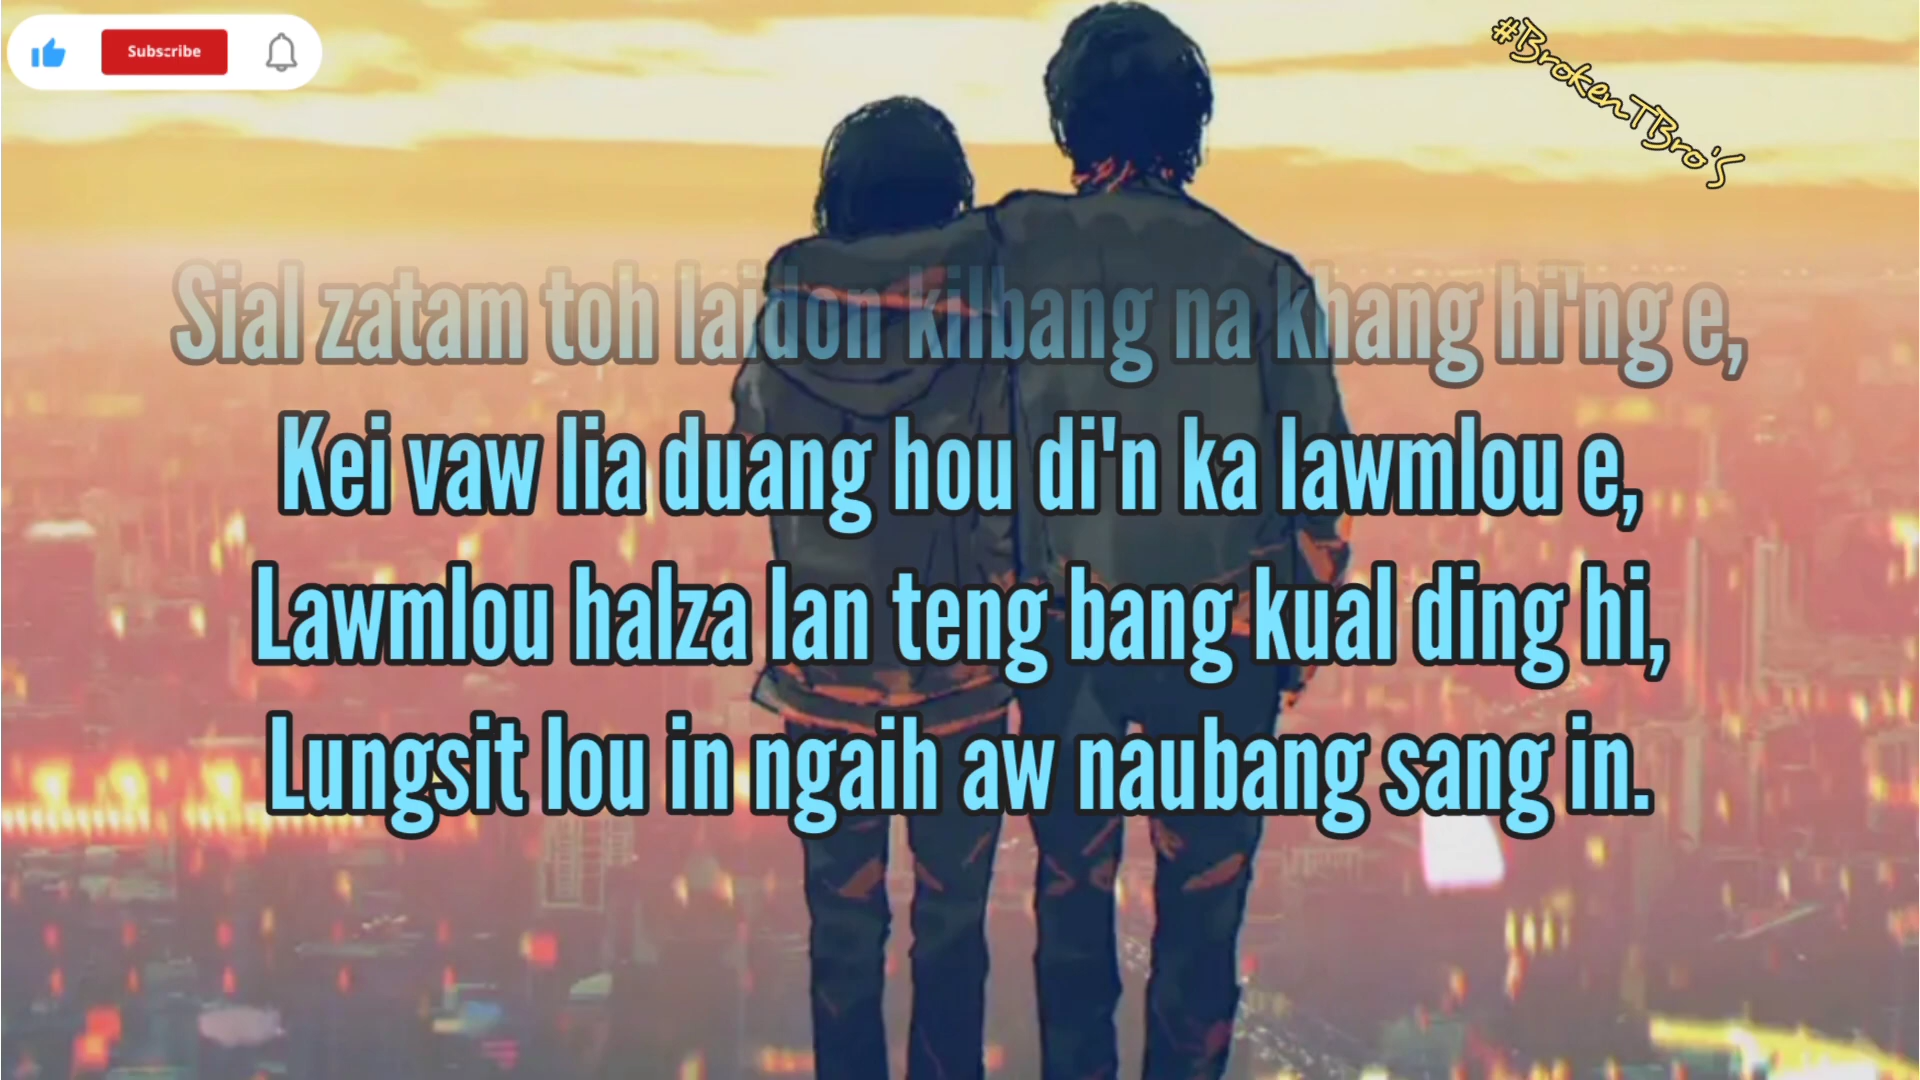 Subscribe
#BrokenTBro'S
Sial zatam toh laidon kilbang na khang hi'ng e,
Kei vaw lia duang hou di'n ka lawmlou e,
Lawmlou halza lan teng bang kual ding hi,
Lungsit lou in ngaih aw naubang sang in.